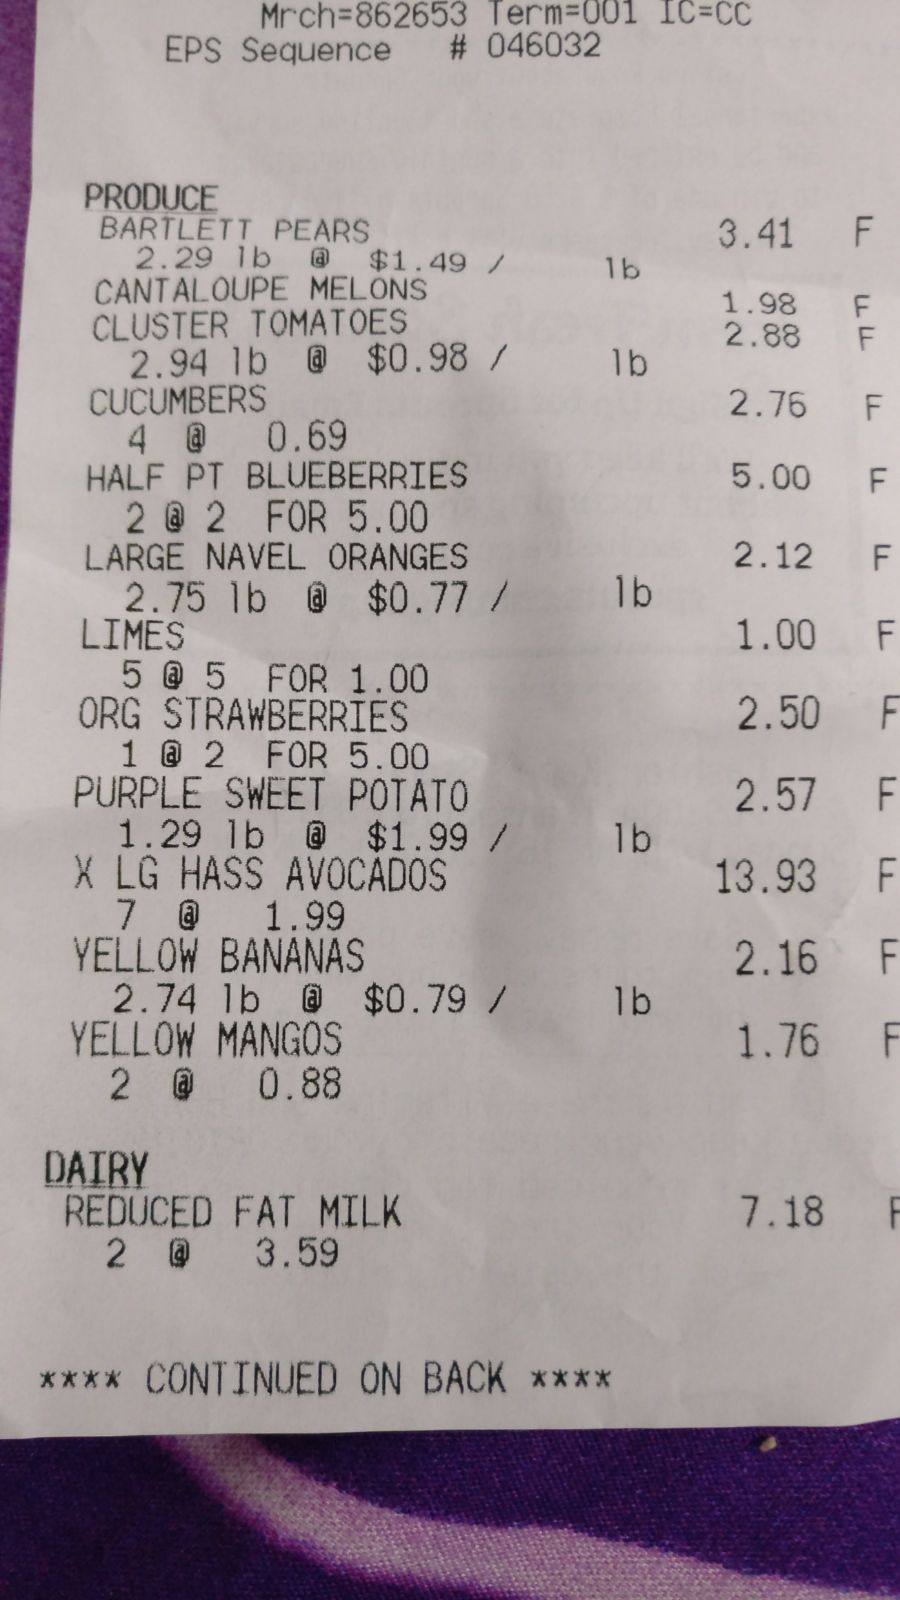 Mrch=862653 Term=001 IC=CC
EPS Sequence # 046032
PRODUCE
BARTLETT PEARS 3.41 F
2.29 lb @ $1.49 / lb
CANTALOUPE MELONS 1.98 F
CLUSTER TOMATOES 2.88 F
2.94 lb @ $0.98 / lb
CUCUMBERS 2.76 F
4 @ 0.69
HALF PT BLUEBERRIES 5.00 F
2 @ 2 FOR 5.00
LARGE NAVEL ORANGES 2.12 F
2.75 lb @ $0.77 / lb
LIMES 1.00 F
5 @ 5 FOR 1.00
ORG STRAWBERRIES 2.50 F
1 @ 2 FOR 5.00
PURPLE SWEET POTATO 2.57 F
1.29 lb @ $1.99 / lb
X LG HASS AVOCADOS 13.93 F
7 @ 1.99
YELLOW BANANAS 2.16 F
2.74 lb @ $0.79 / lb
YELLOW MANGOS 1.76 F
2 @ 0.88
DAIRY
REDUCED FAT MILK 7.18 F
2 @ 3.59
**** CONTINUED ON BACK ****